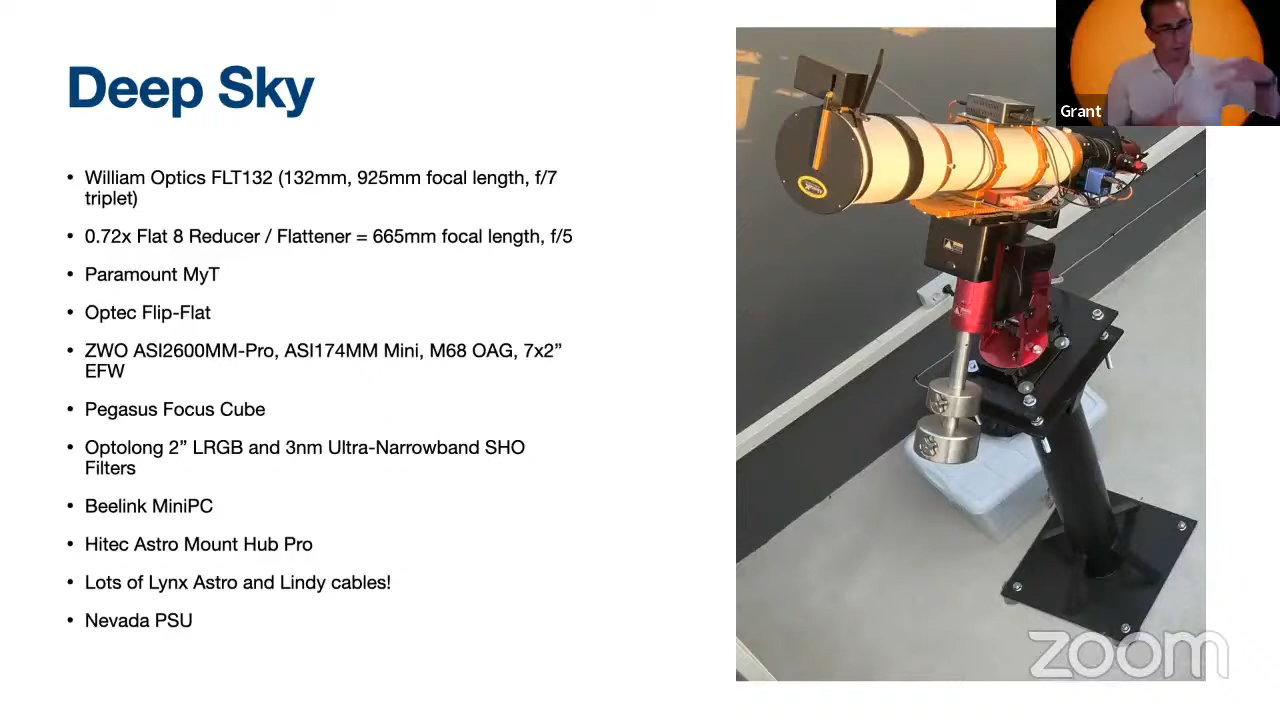 Grant
Deep Sky
• William Optics FLT132 (132mm, 925mm focal length, f/7
triplet)
• 0.72x Flat 8 Reducer / Flattener = 665mm focal length, f/5
• Paramount MyT
• Optec Flip-Flat
• ZWO ASI2600MM-Pro, ASI174MM Mini, M68 OAG, 7x2”
EFW
• Pegasus Focus Cube
• Optolong 2” LRGB and 3nm Ultra-Narrowband SHO
Filters
• Beelink MiniPC
• Hitec Astro Mount Hub Pro
• Lots of Lynx Astro and Lindy cables!
• Nevada PSU
zoom